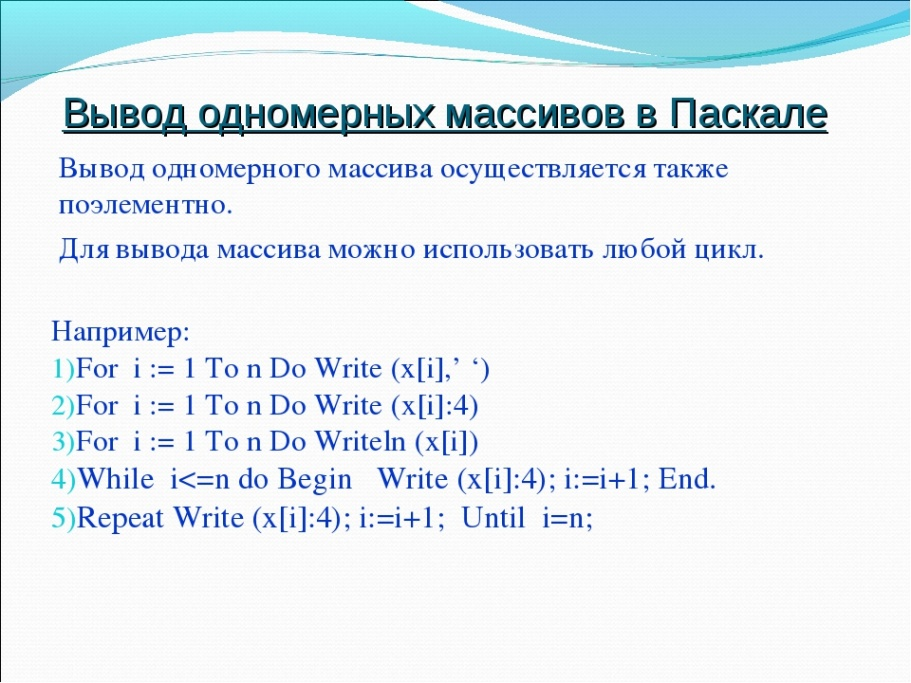 Вывод одномерных массивов в Паскале
Вывод одномерного массива осуществляется также
поэлементно.
Для вывода массива можно использовать любой цикл.
Например:
1)For i := 1 To n Do Write (x[i],’ ‘)
2)For i := 1 To n Do Write (x[i]:4)
3)For i := 1 To n Do Writeln (x[i])
4)While i<=n do Begin Write (x[i]:4); i:=i+1; End.
5)Repeat Write (x[i]:4); i:=i+1; Until i=n;